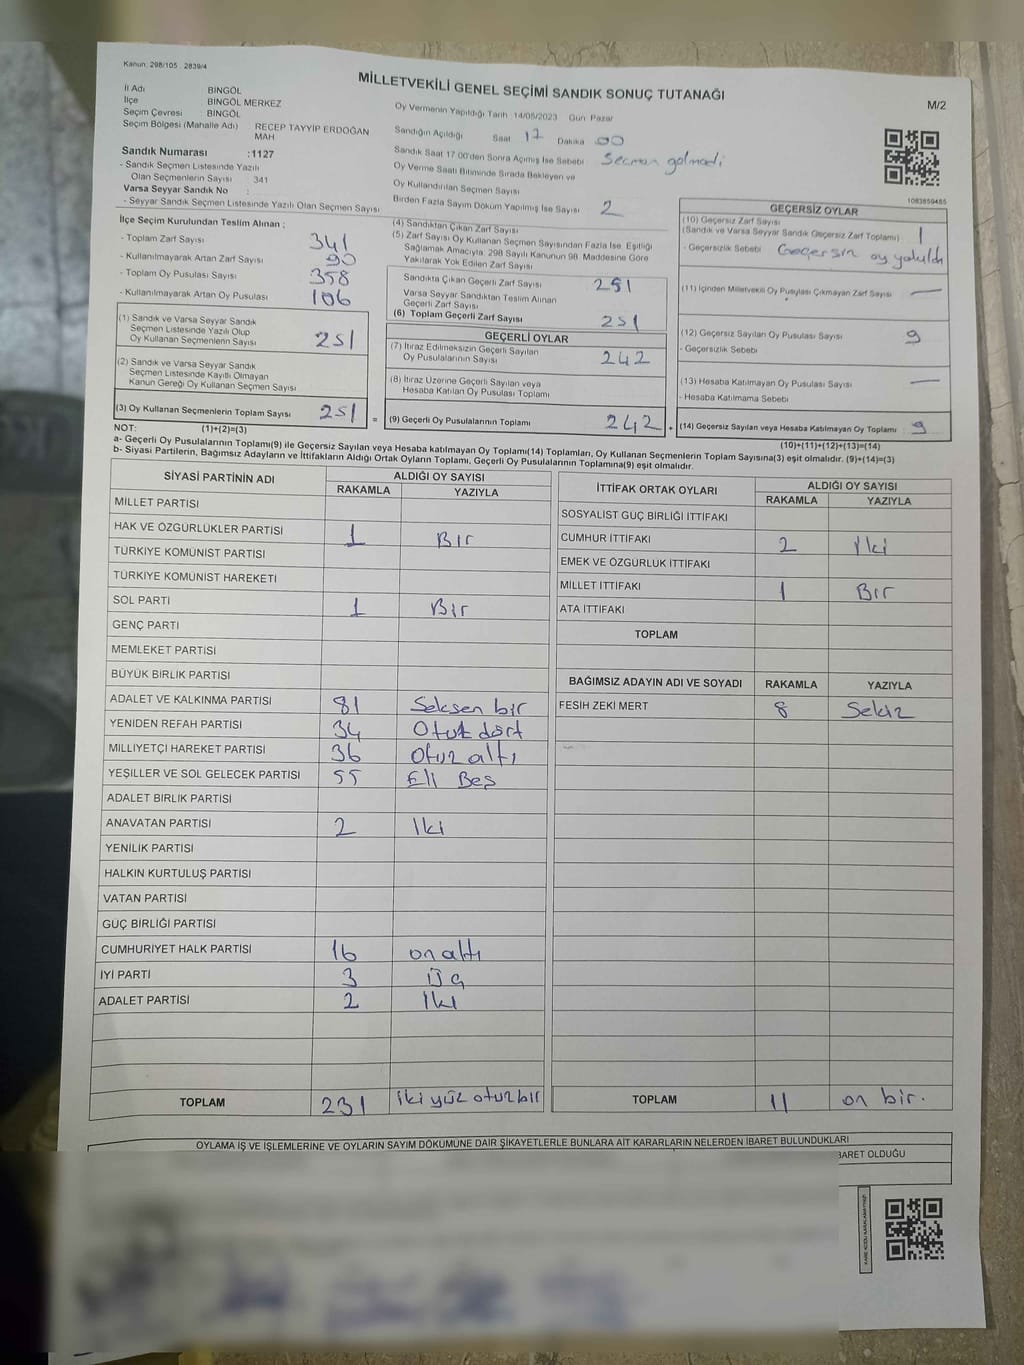 Kanun: 298/105 , 2839/4
MİLLETVEKİLİ GENEL SEÇİMİ SANDIK SONUÇ TUTANAĞI
M/2
İl Adı BİNGÖL
İlçe BİNGÖL MERKEZ
Seçim Çevresi BİNGÖL
Seçim Bölgesi (Mahalle Adı) RECEP TAYYİP ERDOĞAN MAH
Sandık Numarası :1127
- Sandık Seçmen Listesinde Yazılı
Olan Seçmenlerin Sayısı : 341
Varsa Seyyar Sandık No :
- Seyyar Sandık Seçmen Listesinde Yazılı Olan Seçmen Sayısı
Oy Vermenin Yapıldığı Tarih 14/05/2023 Gün Pazar
Sandığın Açıldığı Saat 17 Dakika 00
Sandık Saat 17:00'den Sonra Açılmış İse Sebebi Seçmen galmadi
Oy Verme Saati Bitiminde Sırada Bekleyen ve
Oy Kullandırılan Seçmen Sayısı
Birden Fazla Sayım Döküm Yapılmış İse Sayısı 2
1083859485
İlçe Seçim Kurulundan Teslim Alınan ;
- Toplam Zarf Sayısı 341
- Kullanılmayarak Artan Zarf Sayısı 90
- Toplam Oy Pusulası Sayısı 358
- Kullanılmayarak Artan Oy Pusulası 106
(1) Sandık ve Varsa Seyyar Sandık
Seçmen Listesinde Yazılı Olup
Oy Kullanan Seçmenlerin Sayısı 251
(2) Sandık ve Varsa Seyyar Sandık
Seçmen Listesinde Kayıtlı Olmayan
Kanun Gereği Oy Kullanan Seçmen Sayısı
(3) Oy Kullanan Seçmenlerin Toplam Sayısı 251 =
(4) Sandıktan Çıkan Zarf Sayısı
(5) Zarf Sayısı Oy Kullanan Seçmen Sayısından Fazla İse, Eşitliği
Sağlamak Amacıyla, 298 Sayılı Kanunun 98. Maddesine Göre
Yakılarak Yok Edilen Zarf Sayısı
Sandıkta Çıkan Geçerli Zarf Sayısı 251
Varsa Seyyar Sandıktan Teslim Alınan
Geçerli Zarf Sayısı
(6) Toplam Geçerli Zarf Sayısı 251
GEÇERLİ OYLAR
(7) İtiraz Edilmeksizin Geçerli Sayılan
Oy Pusulalarının Sayısı 242
(8) İtiraz Üzerine Geçerli Sayılan veya
Hesaba Katılan Oy Pusulası Toplamı
(9) Geçerli Oy Pusulalarının Toplamı 242
GEÇERSİZ OYLAR
(10) Geçersiz Zarf Sayısı
(Sandık ve Varsa Seyyar Sandık Geçersiz Zarf Toplamı) 1
- Geçersizlik Sebebi Geçersin oy yakıldı
(11) İçinden Milletvekili Oy Pusulası Çıkmayan Zarf Sayısı —
(12) Geçersiz Sayılan Oy Pusulası Sayısı 9
- Geçersizlik Sebebi
(13) Hesaba Katılmayan Oy Pusulası Sayısı —
- Hesaba Katılmama Sebebi
(14) Geçersiz Sayılan veya Hesaba Katılmayan Oy Toplamı 9
NOT: (1)+(2)=(3) (10)+(11)+(12)+(13)=(14)
a- Geçerli Oy Pusulalarının Toplamı(9) ile Geçersiz Sayılan veya Hesaba katılmayan Oy Toplamı(14) Toplamları, Oy Kullanan Seçmenlerin Toplam Sayısına(3) eşit olmalıdır. (9)+(14)=(3)
b- Siyasi Partilerin, Bağımsız Adayların ve İttifakların Aldığı Ortak Oyların Toplamı, Geçerli Oy Pusulalarının Toplamına(9) eşit olmalıdır.
SİYASİ PARTİNİN ADI ALDIĞI OY SAYISI
RAKAMLA YAZIYLA
MİLLET PARTİSİ
HAK VE ÖZGÜRLÜKLER PARTİSİ 1 Bır
TÜRKİYE KOMÜNİST PARTİSİ
TÜRKİYE KOMÜNİST HAREKETİ
SOL PARTİ 1 Bır
GENÇ PARTİ
MEMLEKET PARTİSİ
BÜYÜK BİRLİK PARTİSİ
ADALET VE KALKINMA PARTİSİ 81 Seksen bir
YENİDEN REFAH PARTİSİ 34 Otuz dört
MİLLİYETÇİ HAREKET PARTİSİ 36 Otuz altı
YEŞİLLER VE SOL GELECEK PARTİSİ 55 Elli Beş
ADALET BİRLİK PARTİSİ
ANAVATAN PARTİSİ 2 Iki
YENİLİK PARTİSİ
HALKIN KURTULUŞ PARTİSİ
VATAN PARTİSİ
GÜÇ BİRLİĞİ PARTİSİ
CUMHURİYET HALK PARTİSİ 16 on altı
İYİ PARTİ 3 Üç
ADALET PARTİSİ 2 Iki
TOPLAM 231 iki yüz otuz bir
İTTİFAK ORTAK OYLARI ALDIĞI OY SAYISI
RAKAMLA YAZIYLA
SOSYALİST GÜÇ BİRLİĞİ İTTİFAKI
CUMHUR İTTİFAKI 2 İki
EMEK VE ÖZGÜRLÜK İTTİFAKI
MİLLET İTTİFAKI 1 Bır
ATA İTTİFAKI
TOPLAM
BAĞIMSIZ ADAYIN ADI VE SOYADI RAKAMLA YAZIYLA
FESİH ZEKİ MERT 8 Sekiz
TOPLAM 11 on bir.
OYLAMA İŞ VE İŞLEMLERİNE VE OYLARIN SAYIM DÖKÜMÜNE DAİR ŞİKAYETLERLE BUNLARA AİT KARARLARIN NELERDEN İBARET BULUNDUKLARI
BARET OLDUĞU